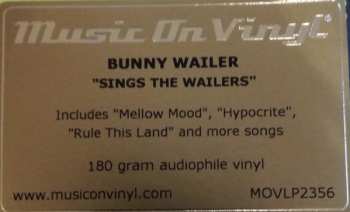 Music On Vinyl®
BUNNY WAILER
"SINGS THE WAILERS"
Includes "Mellow Mood", "Hypocrite",
"Rule This Land" and more songs
180 gram audiophile vinyl
www.musiconvinyl.com MOVLP2356